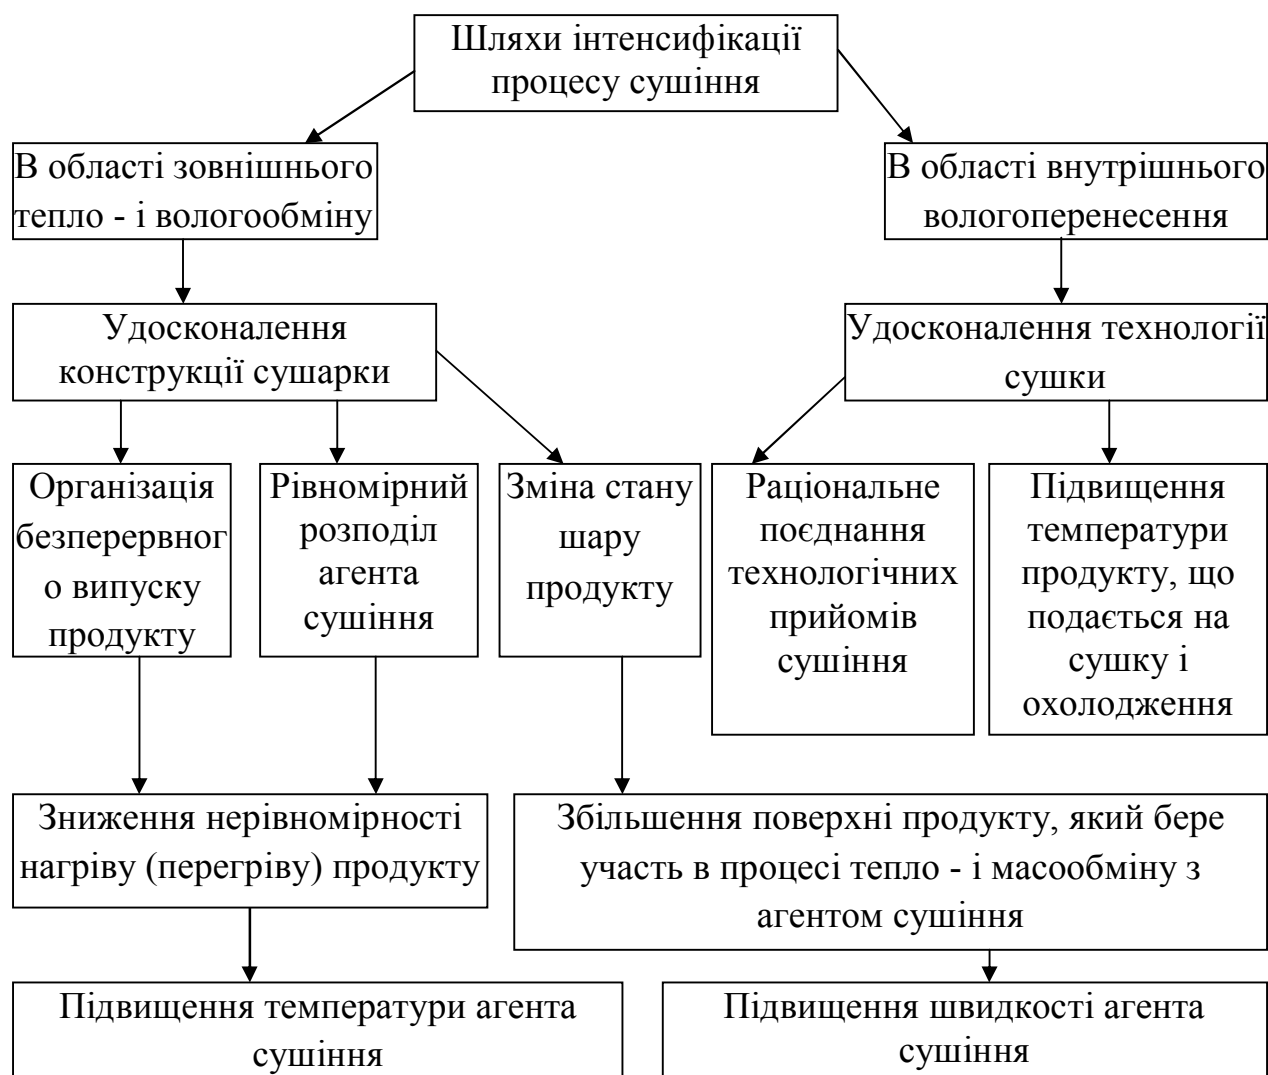 Шляхи інтенсифікації
процесу сушіння
В області зовнішнього
тепло - і вологообміну
В області внутрішнього
вологоперенесення
Удосконалення
конструкції сушарки
Удосконалення технології
сушки
Організація
безперервног
о випуску
продукту
Рівномірний
розподіл
агента
сушіння
Зміна стану
шару
продукту
Раціональне
поєднання
технологічних
прийомів
сушіння
Підвищення
температури
продукту, що
подається на
сушку і
охолодження
Зниження нерівномірності
нагріву (перегріву) продукту
Збільшення поверхні продукту, який бере
участь в процесі тепло - і масообміну з
агентом сушіння
Підвищення температури агента
сушіння
Підвищення швидкості агента
сушіння